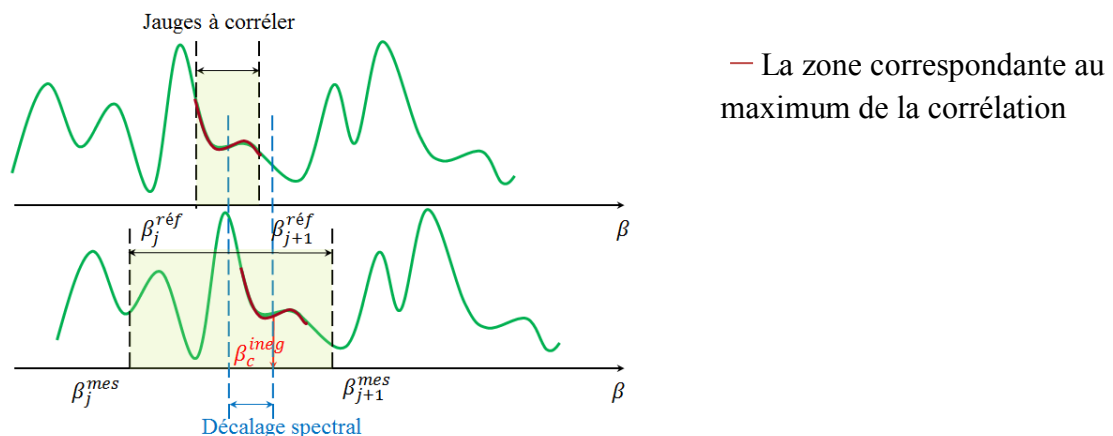 Jauges à corréler
— La zone correspondante au
maximum de la corrélation
β_j^{réf}
β_{j+1}^{réf}
β
β_c^{ineg}
β_j^{mes}
β_{j+1}^{mes}
β
Décalage spectral